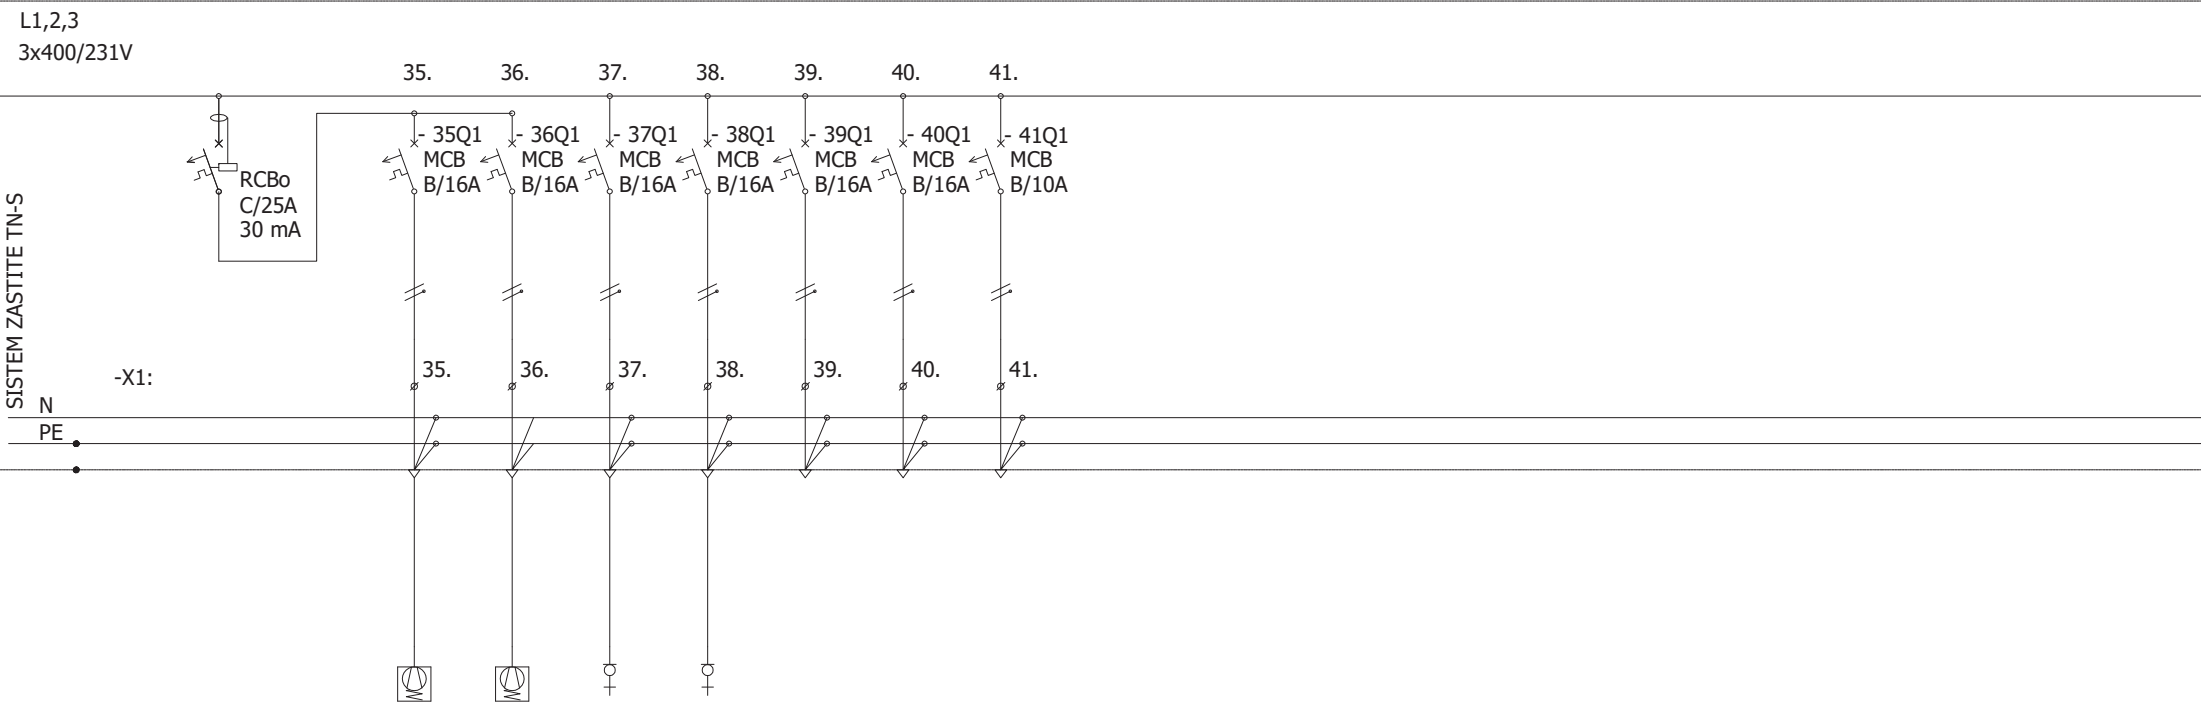 L1,2,3
3x400/231V
35. 36. 37. 38. 39. 40. 41.
- 35Q1
MCB
B/16A
- 36Q1
MCB
B/16A
- 37Q1
MCB
B/16A
- 38Q1
MCB
B/16A
- 39Q1
MCB
B/16A
- 40Q1
MCB
B/16A
- 41Q1
MCB
B/10A
RCBo
C/25A
30 mA
SISTEM ZASTITE TN-S
-X1:
35. 36. 37. 38. 39. 40. 41.
N
PE